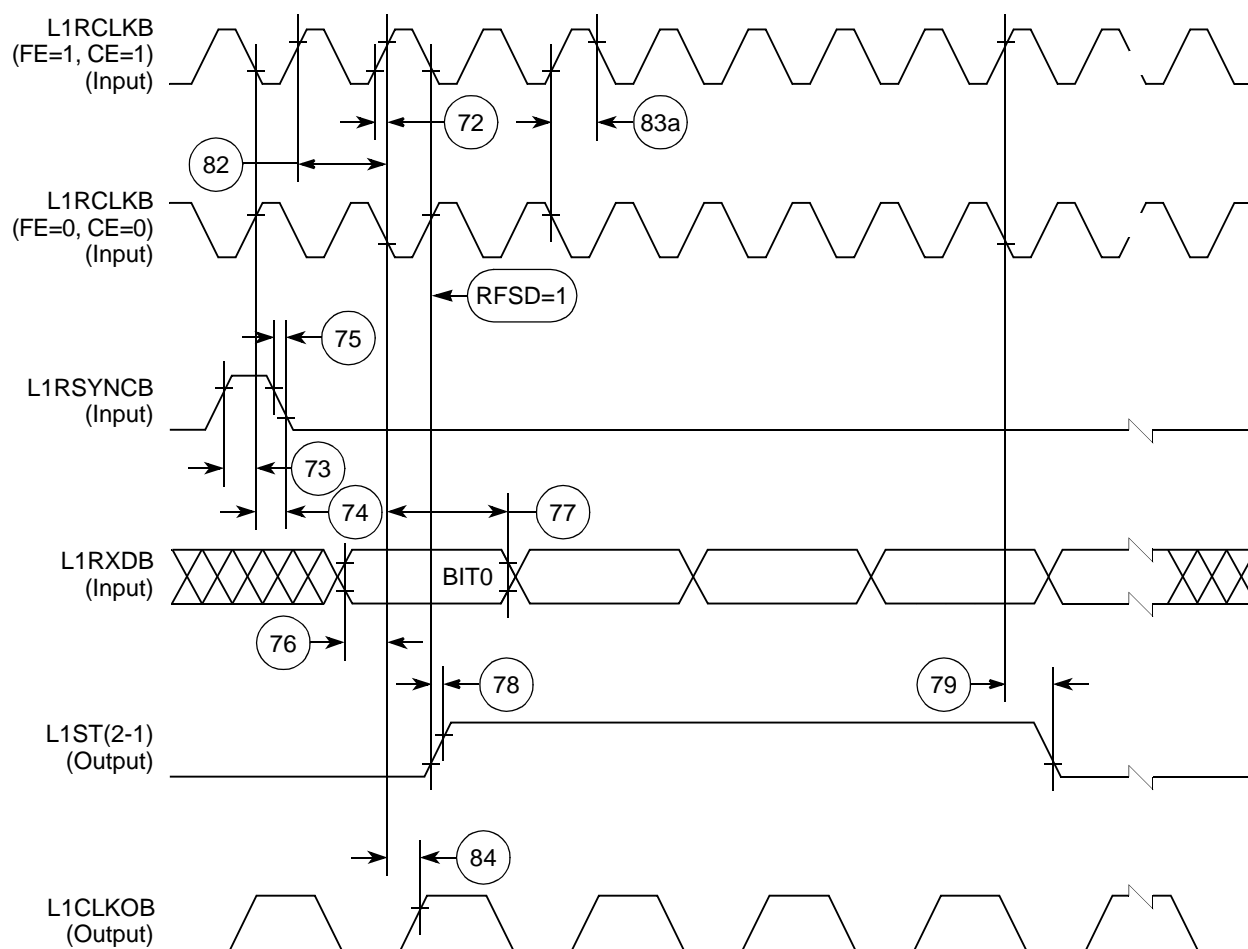 L1RCLKB
(FE=1, CE=1)
(Input)
72
83a
82
L1RCLKB
(FE=0, CE=0)
(Input)
RFSD=1
75
L1RSYNCB
(Input)
73
74
77
L1RXDB
(Input)
BIT0
76
78
79
L1ST(2-1)
(Output)
84
L1CLKOB
(Output)